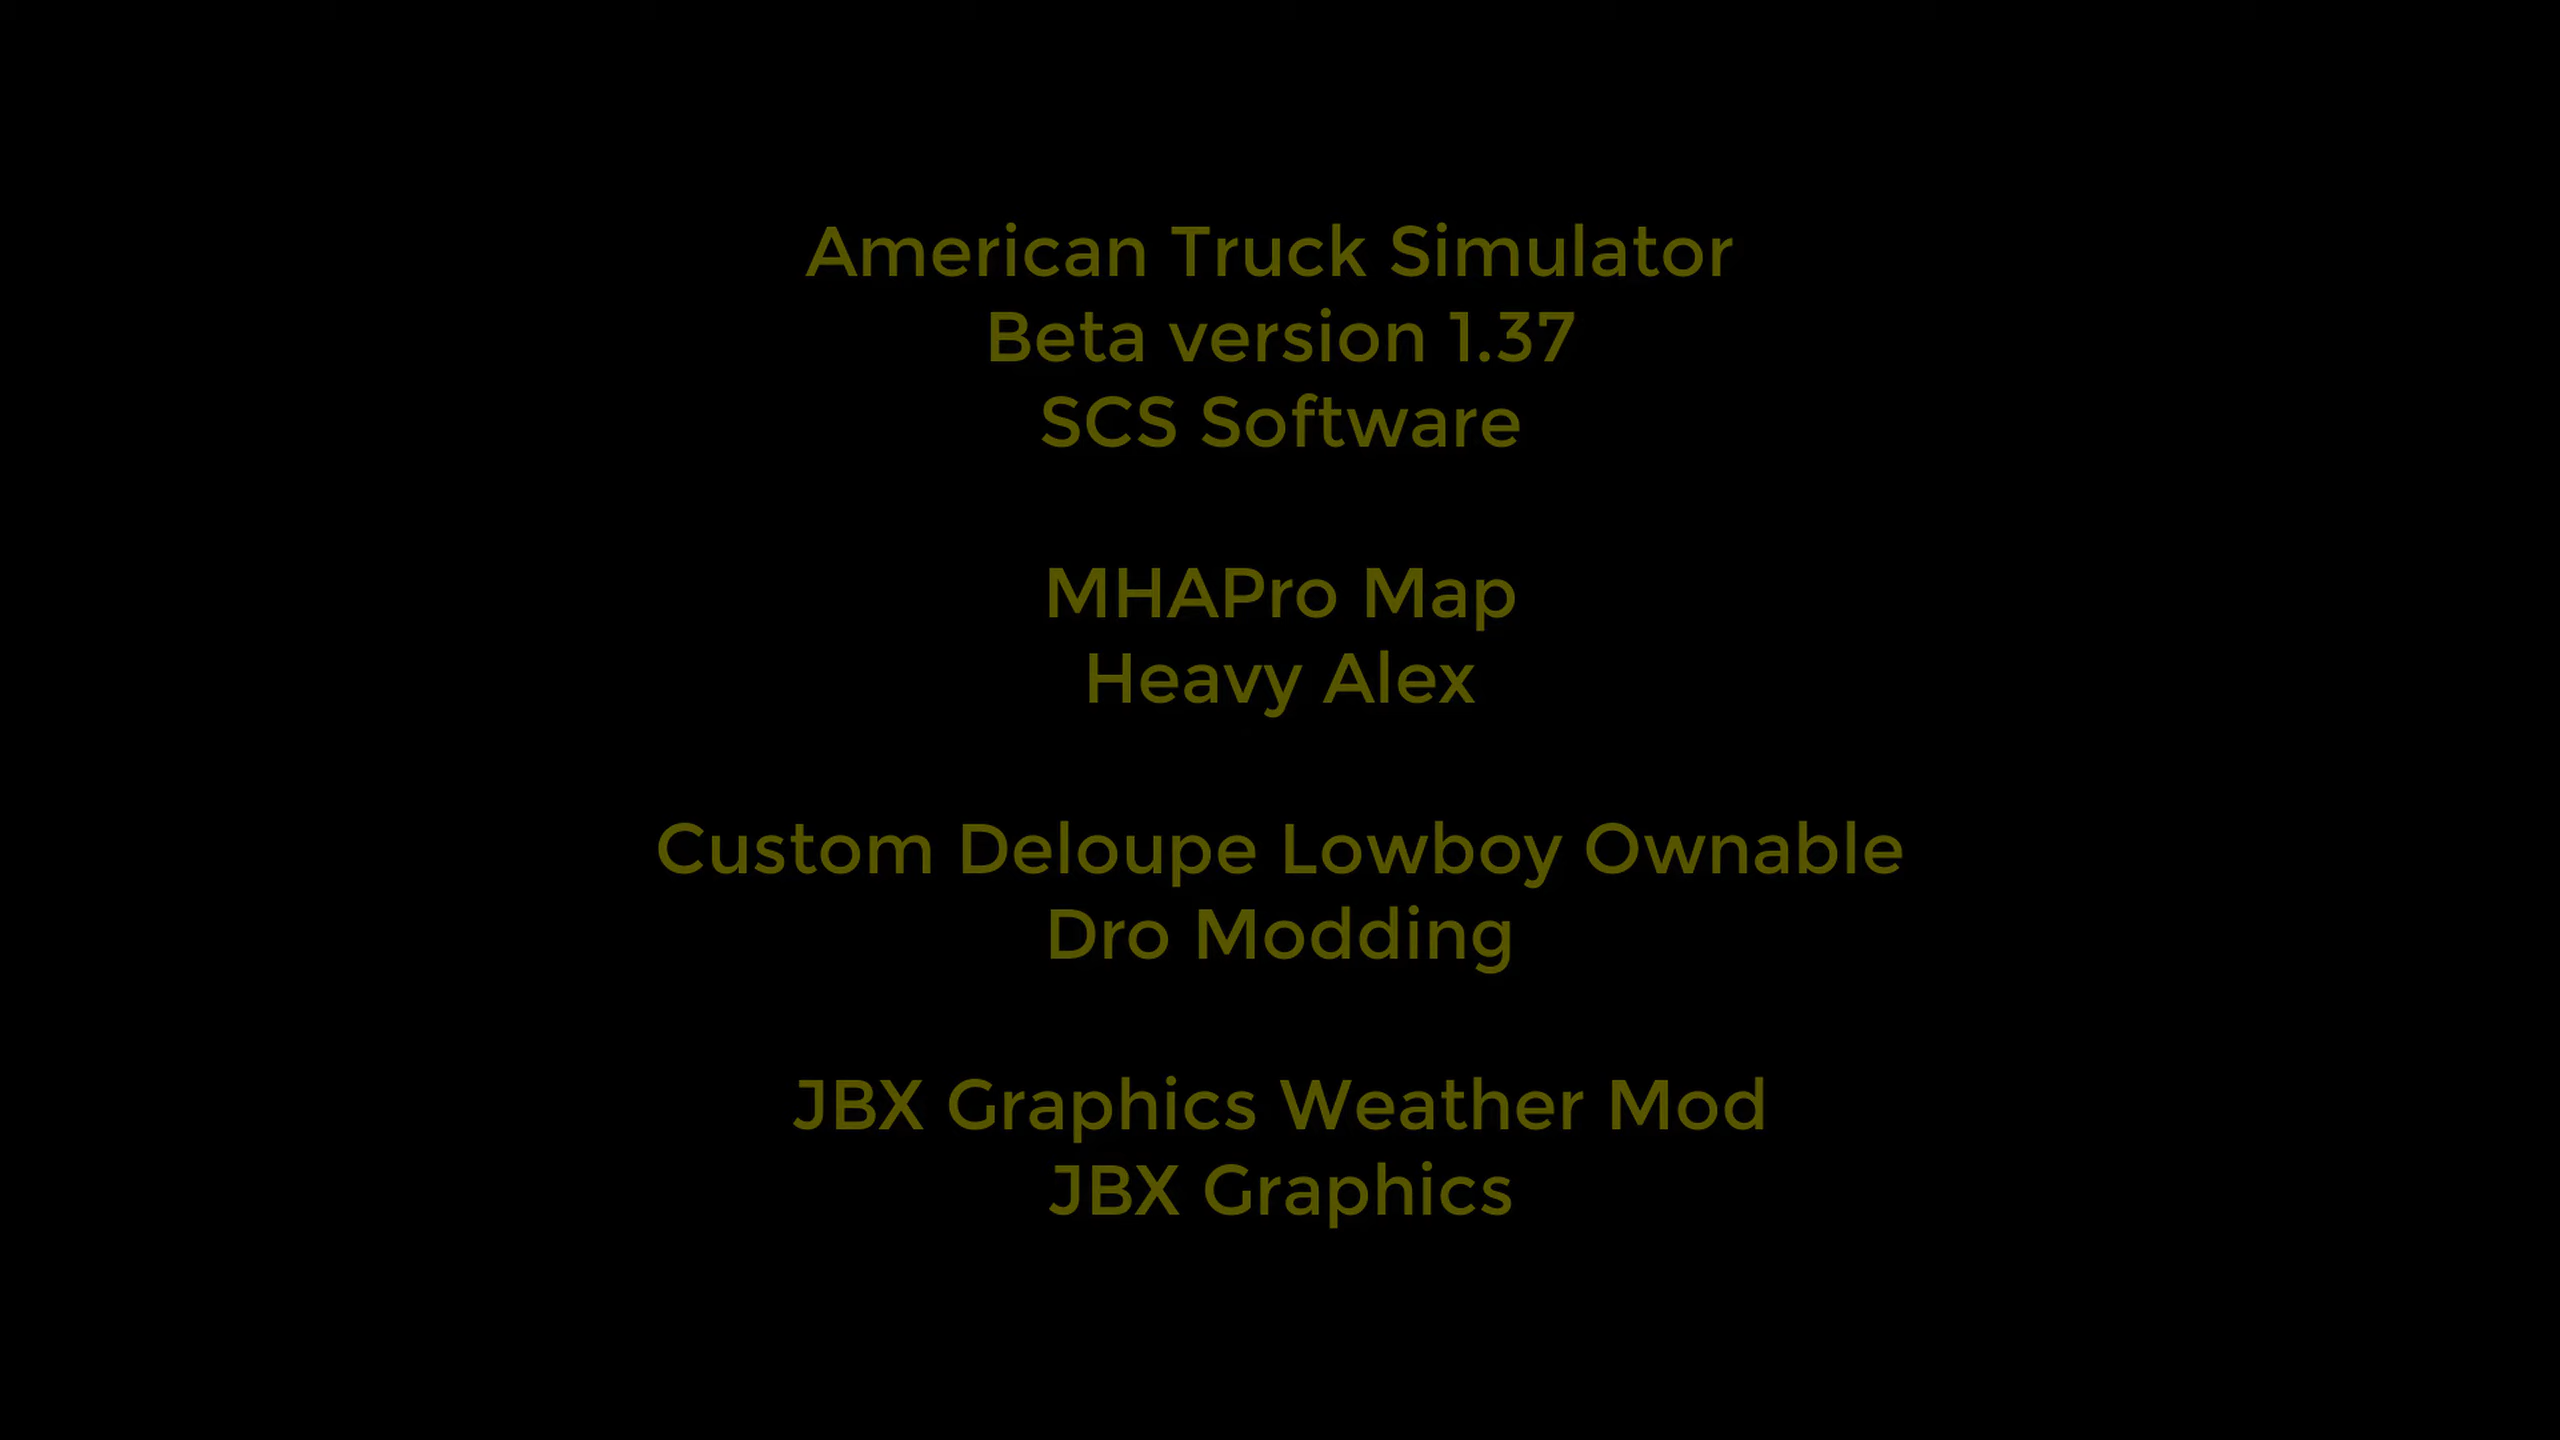 American Truck Simulator
Beta version 1.37
SCS Software
MHAPro Map
Heavy Alex
Custom Deloupe Lowboy Ownable
Dro Modding
JBX Graphics Weather Mod
JBX Graphics